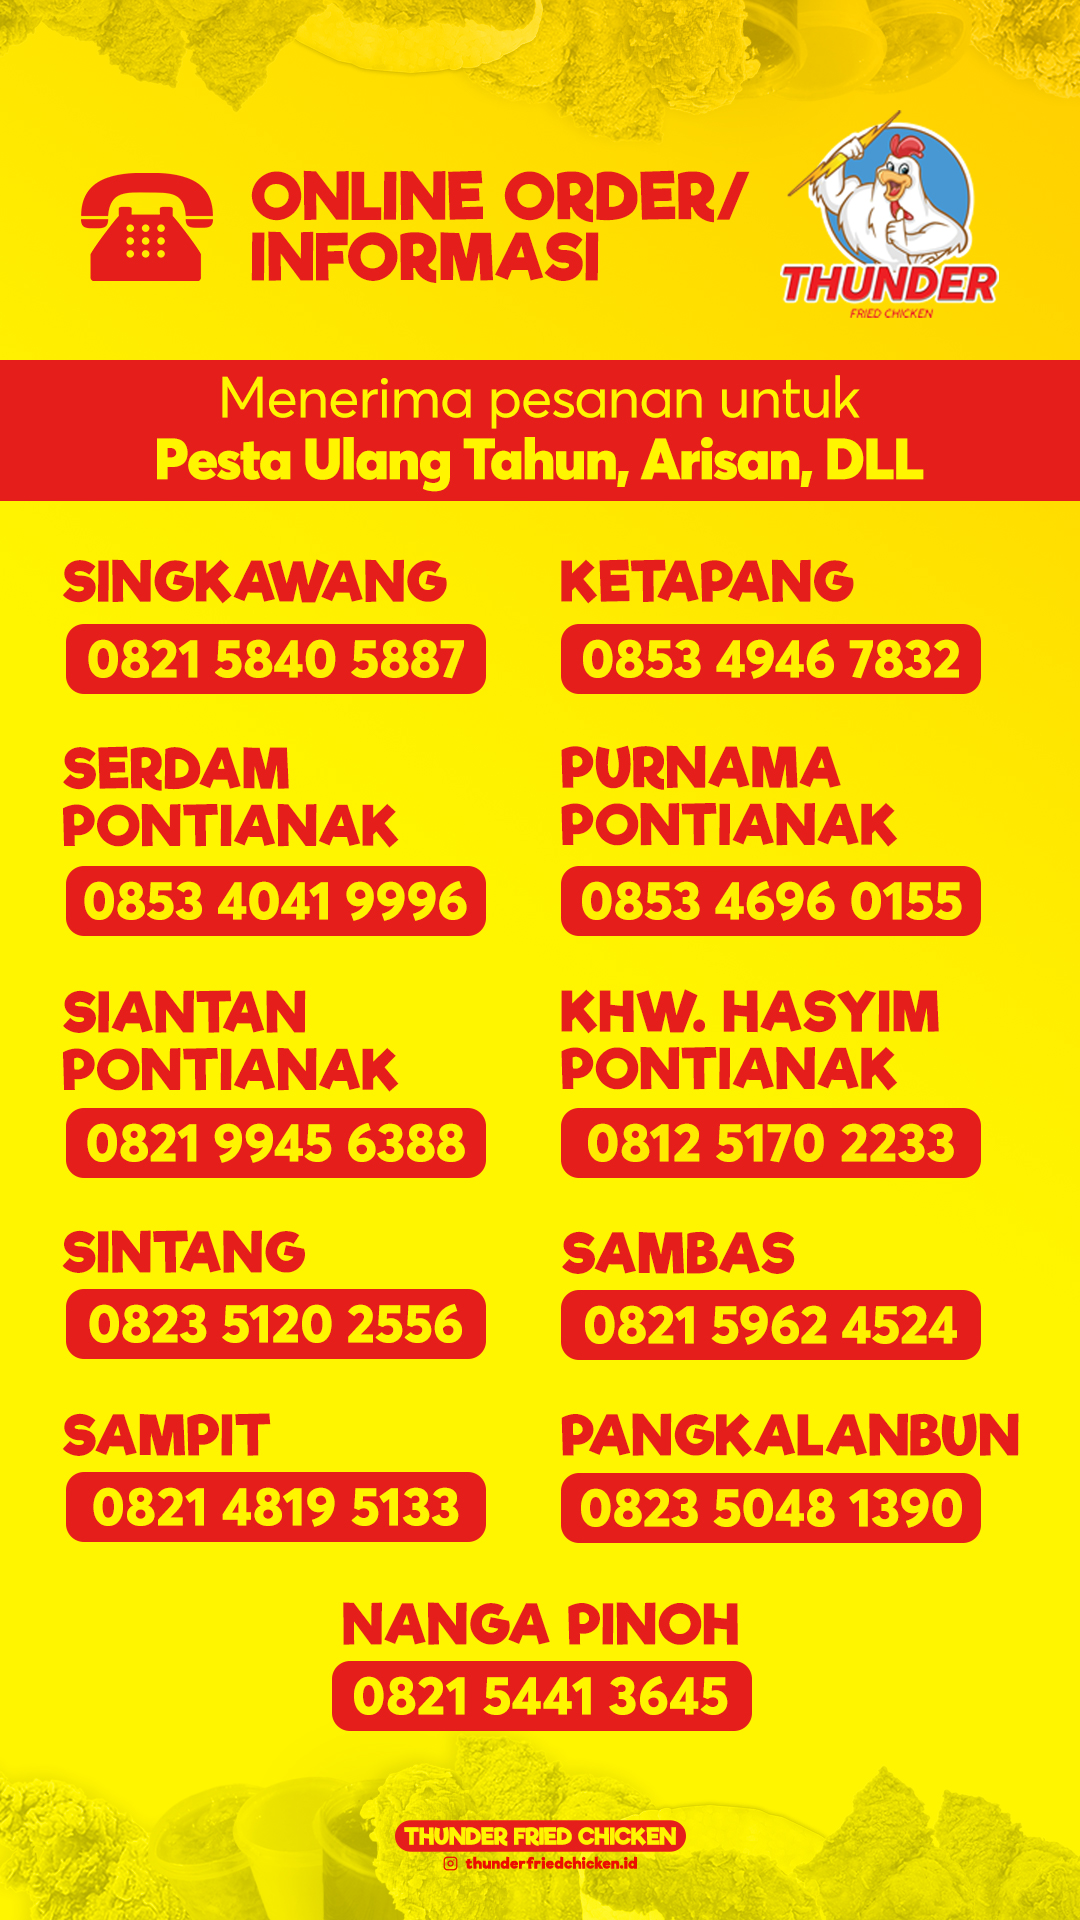 ONLINE ORDER/
INFORMASI
THUNDER
FRIED CHICKEN
Menerima pesanan untuk
Pesta Ulang Tahun, Arisan, DLL
SINGKAWANG
0821 5840 5887
KETAPANG
0853 4946 7832
SERDAM
PONTIANAK
0853 4041 9996
PURNAMA
PONTIANAK
0853 4696 0155
SIANTAN
PONTIANAK
0821 9945 6388
KHW. HASYIM
PONTIANAK
0812 5170 2233
SINTANG
0823 5120 2556
SAMBAS
0821 5962 4524
SAMPIT
0821 4819 5133
PANGKALANBUN
0823 5048 1390
NANGA PINOH
0821 5441 3645
THUNDER FRIED CHICKEN
thunderfriedchicken.id